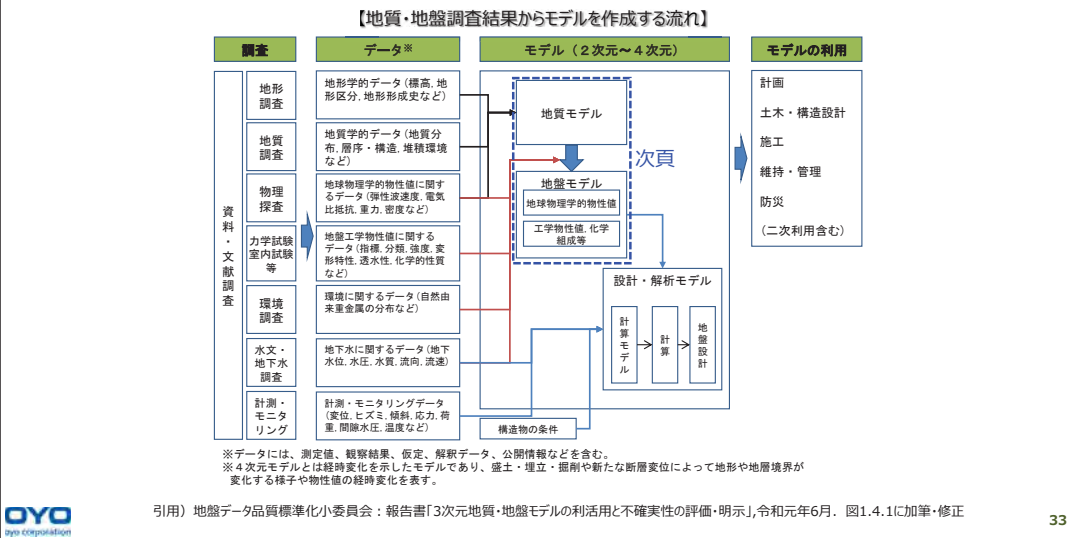 【地質・地盤調査結果からモデルを作成する流れ】
調査
データ※
モデル（２次元～４次元）
モデルの利用
資料・文献調査
地形
調査
地形学的データ（標高, 地
形区分, 地形形成史など）
地質
調査
地質学的データ（地質分
布, 層序・構造, 堆積環境
など）
物理
探査
地球物理学的物性値に関す
るデータ（弾性波速度, 電気
比抵抗, 重力, 密度など）
力学試験
室内試験
等
地盤工学物性値に関する
データ（指標, 分類, 強度, 変
形特性, 透水性, 化学的性質
など）
環境
調査
環境に関するデータ（自然由
来重金属の分布など）
水文・
地下水
調査
地下水に関するデータ（地下
水位, 水圧, 水質, 流向, 流速）
計測・
モニタ
リング
計測・モニタリングデータ
（変位, ヒズミ, 傾斜, 応力, 荷
重, 間隙水圧, 温度など）
地質モデル
次頁
地盤モデル
地球物理学的物性値
工学物性値, 化学
組成等
設計・解析モデル
計算モデル
計算
地盤設計
構造物の条件
計画
土木・構造設計
施工
維持・管理
防災
（二次利用含む）
※データには、測定値、観察結果、仮定、解釈データ、公開情報などを含む。
※４次元モデルとは経時変化を示したモデルであり、盛土・埋立・掘削や新たな断層変位によって地形や地層境界が
変化する様子や物性値の経時変化を表す。
引用）地盤データ品質標準化小委員会：報告書「3次元地質・地盤モデルの利活用と不確実性の評価・明示」,令和元年6月．図1.4.1に加筆・修正
OYO
oyo corporation
33